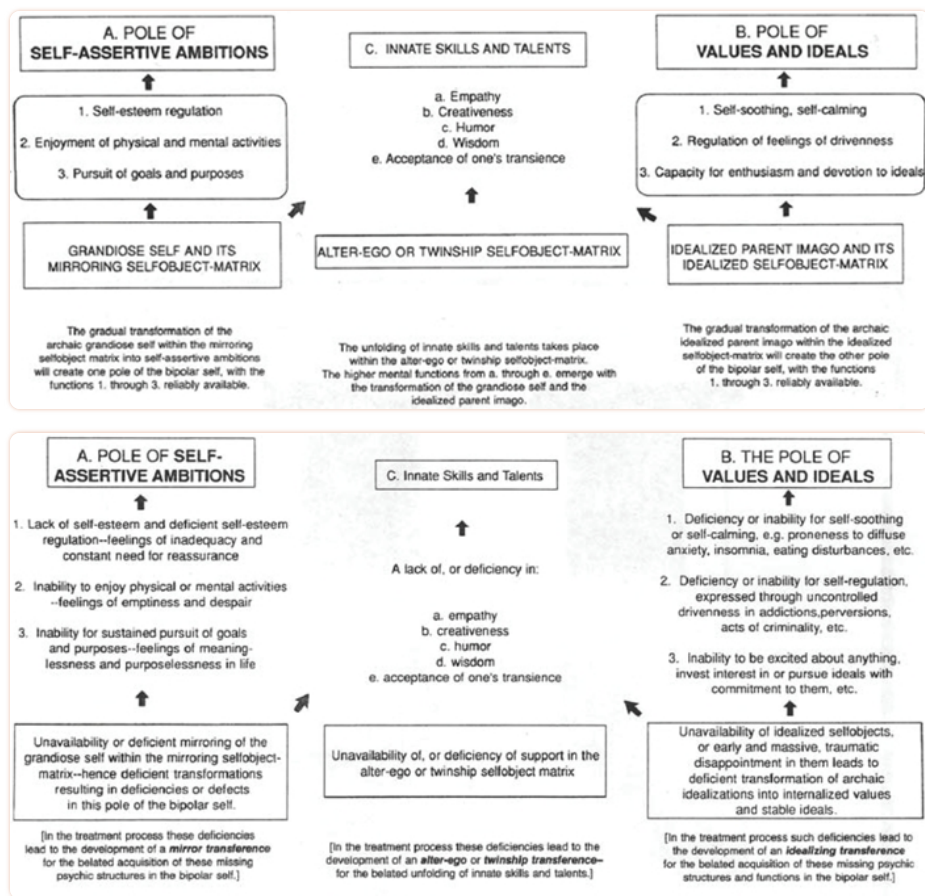 A. POLE OF
SELF-ASSERTIVE AMBITIONS
1. Self-esteem regulation
2. Enjoyment of physical and mental activities
3. Pursuit of goals and purposes
GRANDIOSE SELF AND ITS
MIRRORING SELFOBJECT-MATRIX
The gradual transformation of the
archaic grandiose self within the mirroring
selfobject matrix into self-assertive ambitions
will create one pole of the bipolar self, with the
functions 1. through 3. reliably available.
C. INNATE SKILLS AND TALENTS
a. Empathy
b. Creativeness
c. Humor
d. Wisdom
e. Acceptance of one's transience
ALTER-EGO OR TWINSHIP SELFOBJECT-MATRIX
The unfolding of innate skills and talents takes place
within the alter-ego or twinship selfobject-matrix.
The higher mental functions from a. through e. emerge with
the transformation of the grandiose self and the
idealized parent imago.
B. POLE OF
VALUES AND IDEALS
1. Self-soothing, self-calming
2. Regulation of feelings of drivenness
3. Capacity for enthusiasm and devotion to ideals
IDEALIZED PARENT IMAGO AND ITS
IDEALIZED SELFOBJECT-MATRIX
The gradual transformation of the archaic
idealized parent imago within the idealized
selfobject-matrix will create the other pole
of the bipolar self, with the functions
1. through 3. reliably available.
A. POLE OF SELF-
ASSERTIVE AMBITIONS
1. Lack of self-esteem and deficient self-esteem
regulation--feelings of inadequacy and
constant need for reassurance
2. Inability to enjoy physical or mental activities
--feelings of emptiness and despair
3. Inability for sustained pursuit of goals
and purposes--feelings of meaning-
lessness and purposelessness in life
Unavailability or deficient mirroring of the
grandiose self within the mirroring selfobject-
matrix--hence deficient transformations
resulting in deficiencies or defects
in this pole of the bipolar self.
[In the treatment process these deficiencies
lead to the development of a mirror transference
for the belated acquisition of these missing
psychic structures in the bipolar self.]
C. Innate Skills and Talents
A lack of, or deficiency in:
a. empathy
b. creativeness
c. humor
d. wisdom
e. acceptance of one's transience
Unavailability of, or deficiency of support in the
alter-ego or twinship selfobject matrix
[In the treatment process these deficiencies lead to the
development of an alter-ego or twinship transference--
for the belated unfolding of innate skills and talents.]
B. THE POLE OF
VALUES AND IDEALS
1. Deficiency or inability for self-soothing
or self-calming, e.g. proneness to diffuse
anxiety, insomnia, eating disturbances, etc.
2. Deficiency or inability for self-regulation,
expressed through uncontrolled
drivenness in addictions,perversions,
acts of criminality, etc.
3. Inability to be excited about anything,
invest interest in or pursue ideals with
commitment to them, etc.
Unavailability of idealized selfobjects,
or early and massive, traumatic
disappointment in them leads to
deficient transformation of archaic
idealizations into internalized values
and stable ideals.
[In the treatment process such deficiencies lead to
the development of an idealizing transference
for the belated acquisition of these missing psychic
structures and functions in the bipolar self.]